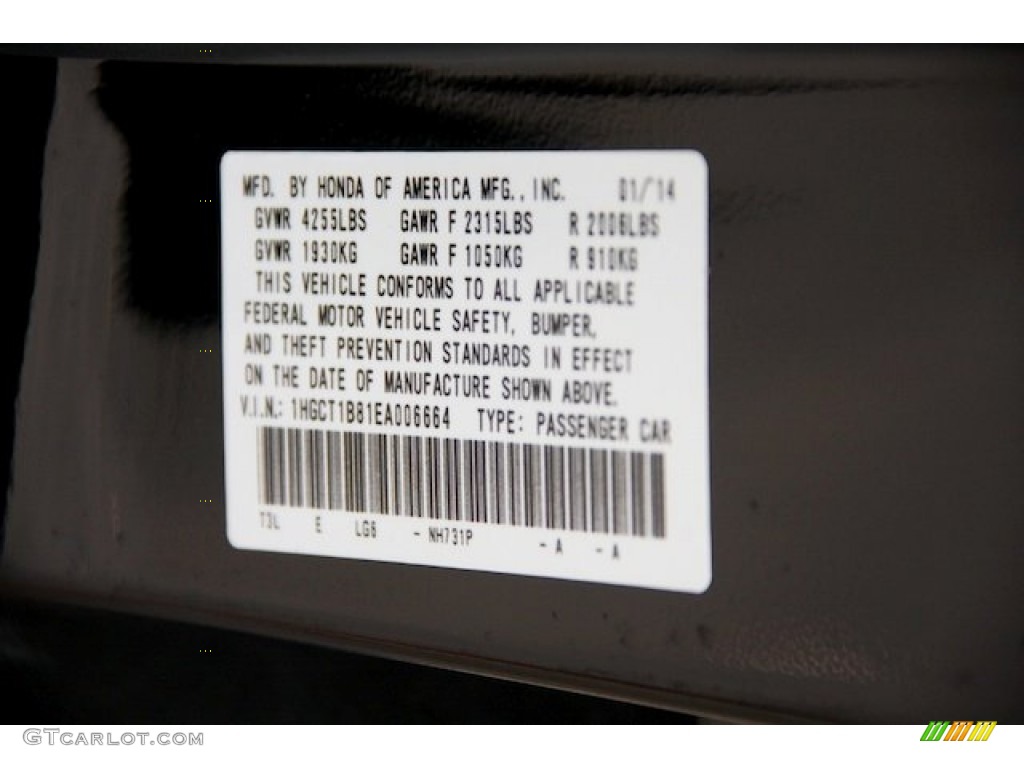 MFD. BY HONDA OF AMERICA MFG., INC. 01/'14
GVWR 4255LBS GAWR F 2315LBS R 2006LBS
GVWR 1930KG GAWR F 1050KG R 910KG
THIS VEHICLE CONFORMS TO ALL APPLICABLE
FEDERAL MOTOR VEHICLE SAFETY, BUMPER,
AND THEFT PREVENTION STANDARDS IN EFFECT
ON THE DATE OF MANUFACTURE SHOWN ABOVE.
V.I.N.: 1HGCT1B81EA006664 TYPE: PASSENGER CAR
T3L E LG6 - NH731P - A - A
GTCARLOT.COM